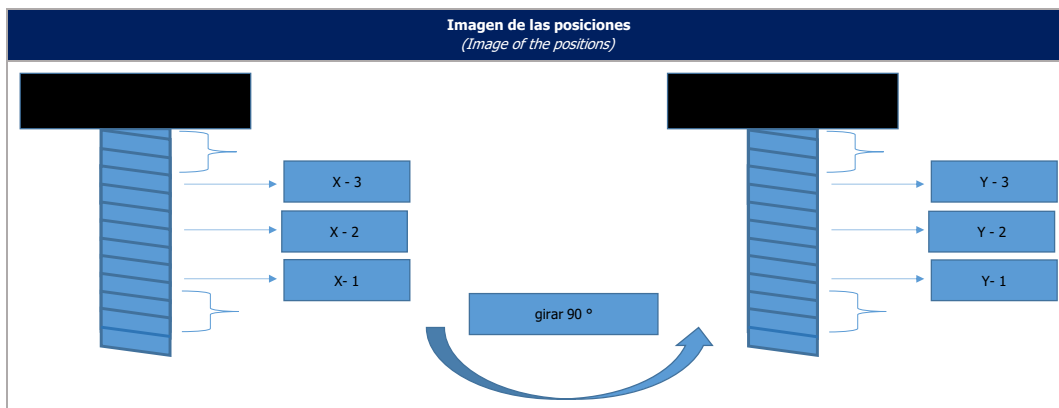 Imagen de las posiciones
(Image of the positions)
X - 3
X - 2
X- 1
girar 90 º
Y - 3
Y - 2
Y- 1